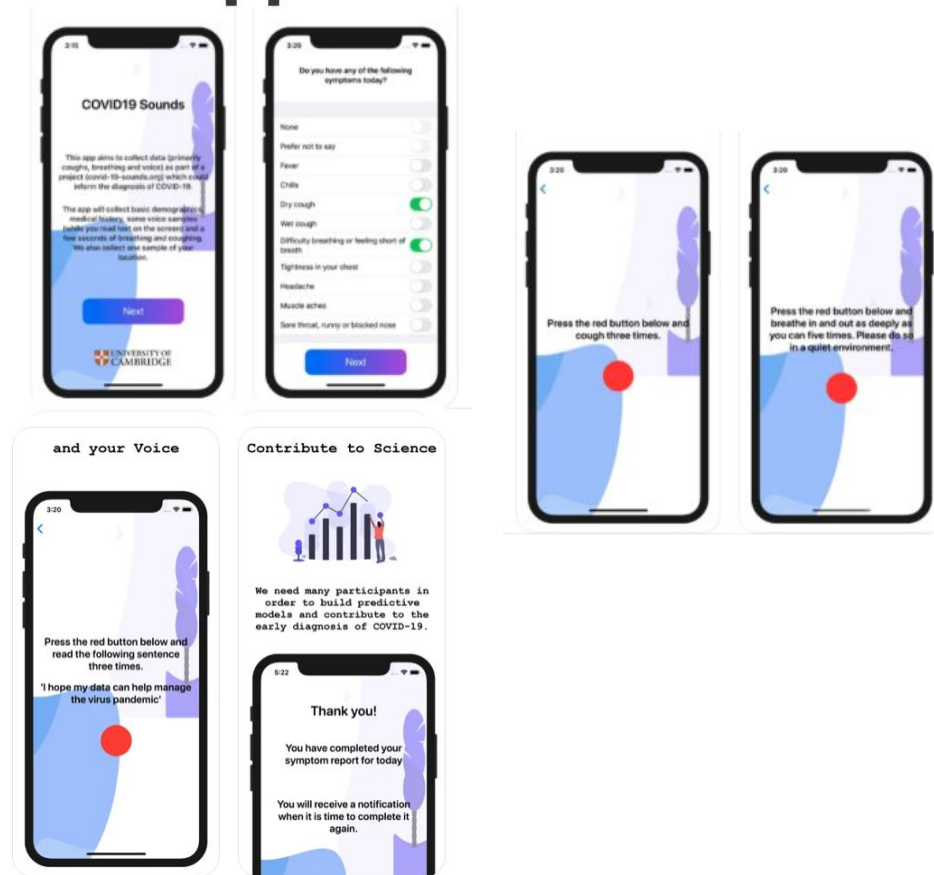 3:15
COVID19 Sounds
This app aims to collect data (primarily
coughs, breathing and voice) as part of a
project (covid-19-sounds.org) which could
inform the diagnosis of COVID-19.
The app will collect basic demographics,
medical history, some voice samples
(while you read text on the screen) and a
few seconds of breathing and coughing.
We also collect one sample of your
location.
Next
UNIVERSITY OF
CAMBRIDGE
3:20
Do you have any of the following
symptoms today?
None
Prefer not to say
Fever
Chills
Dry cough
Wet cough
Difficulty breathing or feeling short of
breath
Tightness in your chest
Headache
Muscle aches
Sore throat, runny or blocked nose
Next
3:20
Press the red button below and
cough three times.
3:20
Press the red button below and
breathe in and out as deeply as
you can five times. Please do so
in a quiet environment.
and your Voice
3:20
Press the red button below and
read the following sentence
three times.
'I hope my data can help manage
the virus pandemic'
Contribute to Science
We need many participants in
order to build predictive
models and contribute to the
early diagnosis of COVID-19.
5:22
Thank you!
You have completed your
symptom report for today
You will receive a notification
when it is time to complete it
again.